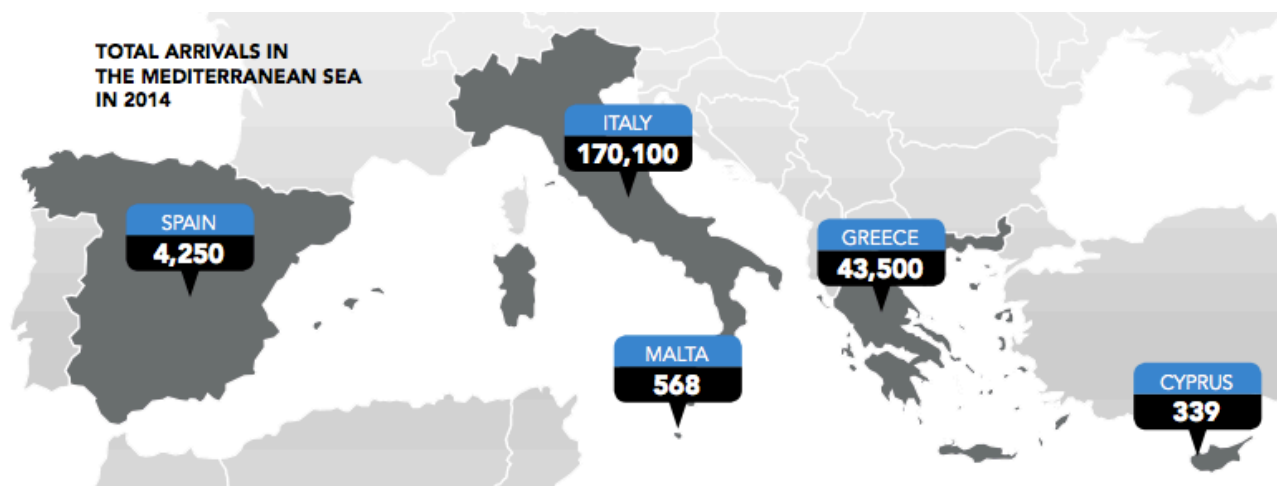 TOTAL ARRIVALS IN
THE MEDITERRANEAN SEA
IN 2014
ITALY
170,100
SPAIN
4,250
GREECE
43,500
MALTA
568
CYPRUS
339